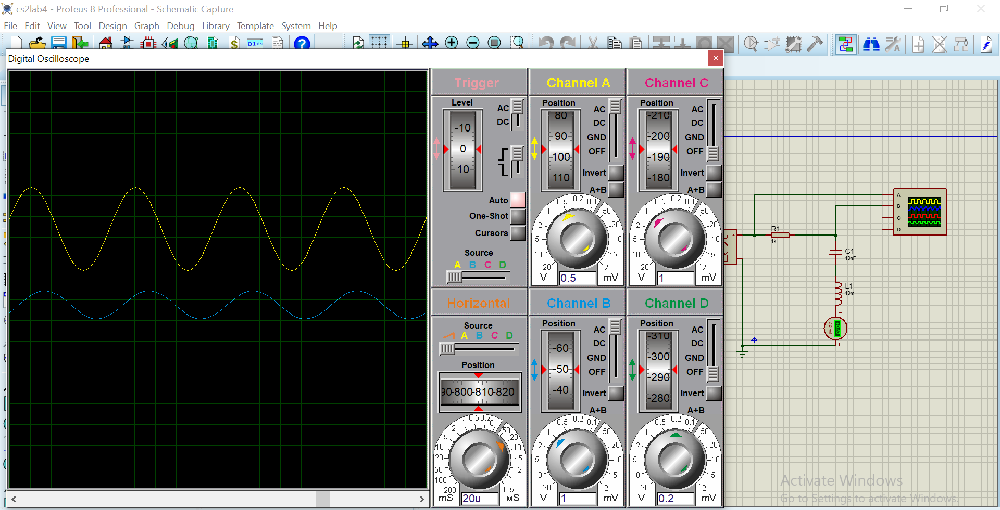 cs2lab4 - Proteus 8 Professional - Schematic Capture
File Edit View Tool Design Graph Debug Library Template System Help
$ 0101 ?
Digital Oscilloscope
Trigger
Level
AC
DC
-10
0
10
Auto
One-Shot
Cursors
Source
A B C D
Channel A
Position
80
90
100
110
AC
DC
GND
OFF
Invert
A+B
20 10 5 2 1 0.5 0.2 0.1 50 20 10 5 2
V 0.5 mV
Channel C
Position
-210
-200
-190
-180
AC
DC
GND
OFF
Invert
A+B
20 10 5 2 1 0.5 0.2 0.1 50 20 10 5 2
V 1 mV
Horizontal
Source
A B C D
Position
90-800-810-820
200 100 50 20 10 5 2 1 0.5 0.2 0.1 50 20 10 5 2 1 0.5
mS 20u мS
Channel B
Position
-60
-50
-40
AC
DC
GND
OFF
Invert
A+B
20 10 5 2 1 0.5 0.2 0.1 50 20 10 5 2
V 1 mV
Channel D
Position
-310
-300
-290
-280
AC
DC
GND
OFF
Invert
A+B
20 10 5 2 1 0.5 0.2 0.1 50 20 10 5 2
V 0.2 mV
A
B
C
D
R1
1k
C1
10nF
L1
10mH
+
AC mA
+0.52
-
Activate Windows
Go to Settings to activate Windows.